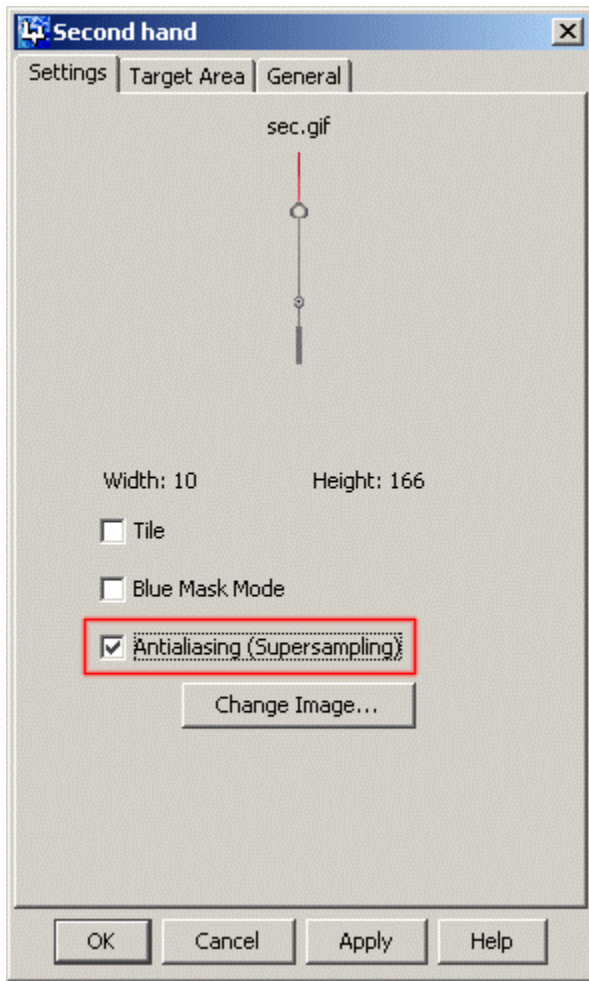 Second hand
Settings Target Area General
sec.gif
Width: 10 Height: 166
Tile
Blue Mask Mode
Antialiasing (Supersampling)
Change Image...
OK Cancel Apply Help